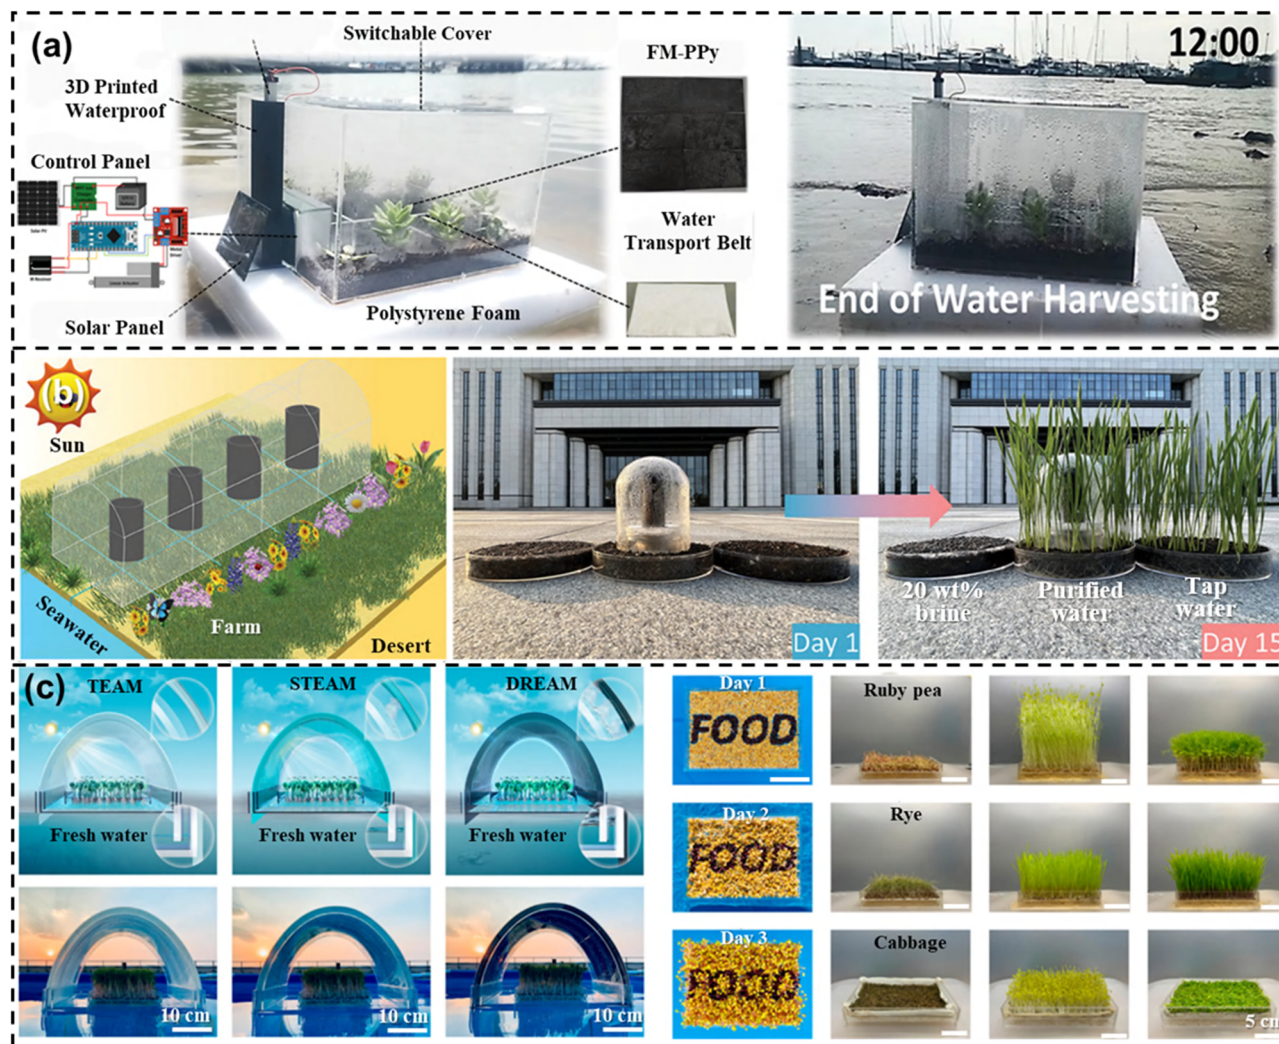 (a)
Switchable Cover
3D Printed
Waterproof
Control Panel
Solar Panel
Polystyrene Foam
FM-PPy
Water
Transport Belt
12:00
End of Water Harvesting
(b)
Sun
Seawater
Farm
Desert
Day 1
20 wt%
brine
Purified
water
Tap
water
Day 15
(c)
TEAM
STEAM
DREAM
Fresh water
Fresh water
Fresh water
10 cm
10 cm
10 cm
Day 1
FOOD
Day 2
FOOD
Day 3
FOOD
Ruby pea
Rye
Cabbage
5 cm